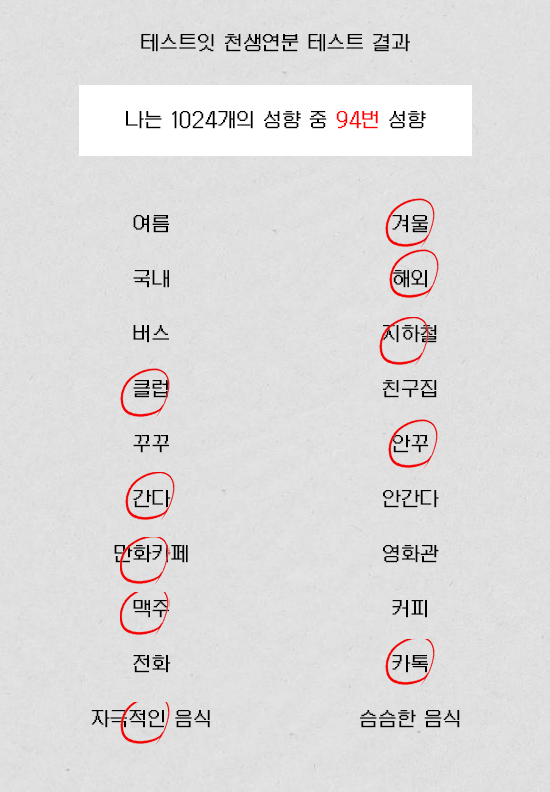 테스트잇 천생연분 테스트 결과
나는 1024개의 성향 중 94번 성향
여름 겨울
국내 해외
버스 지하철
클럽 친구집
꾸꾸 안꾸
간다 안간다
만화카페 영화관
맥주 커피
전화 카톡
자극적인 음식 슴슴한 음식